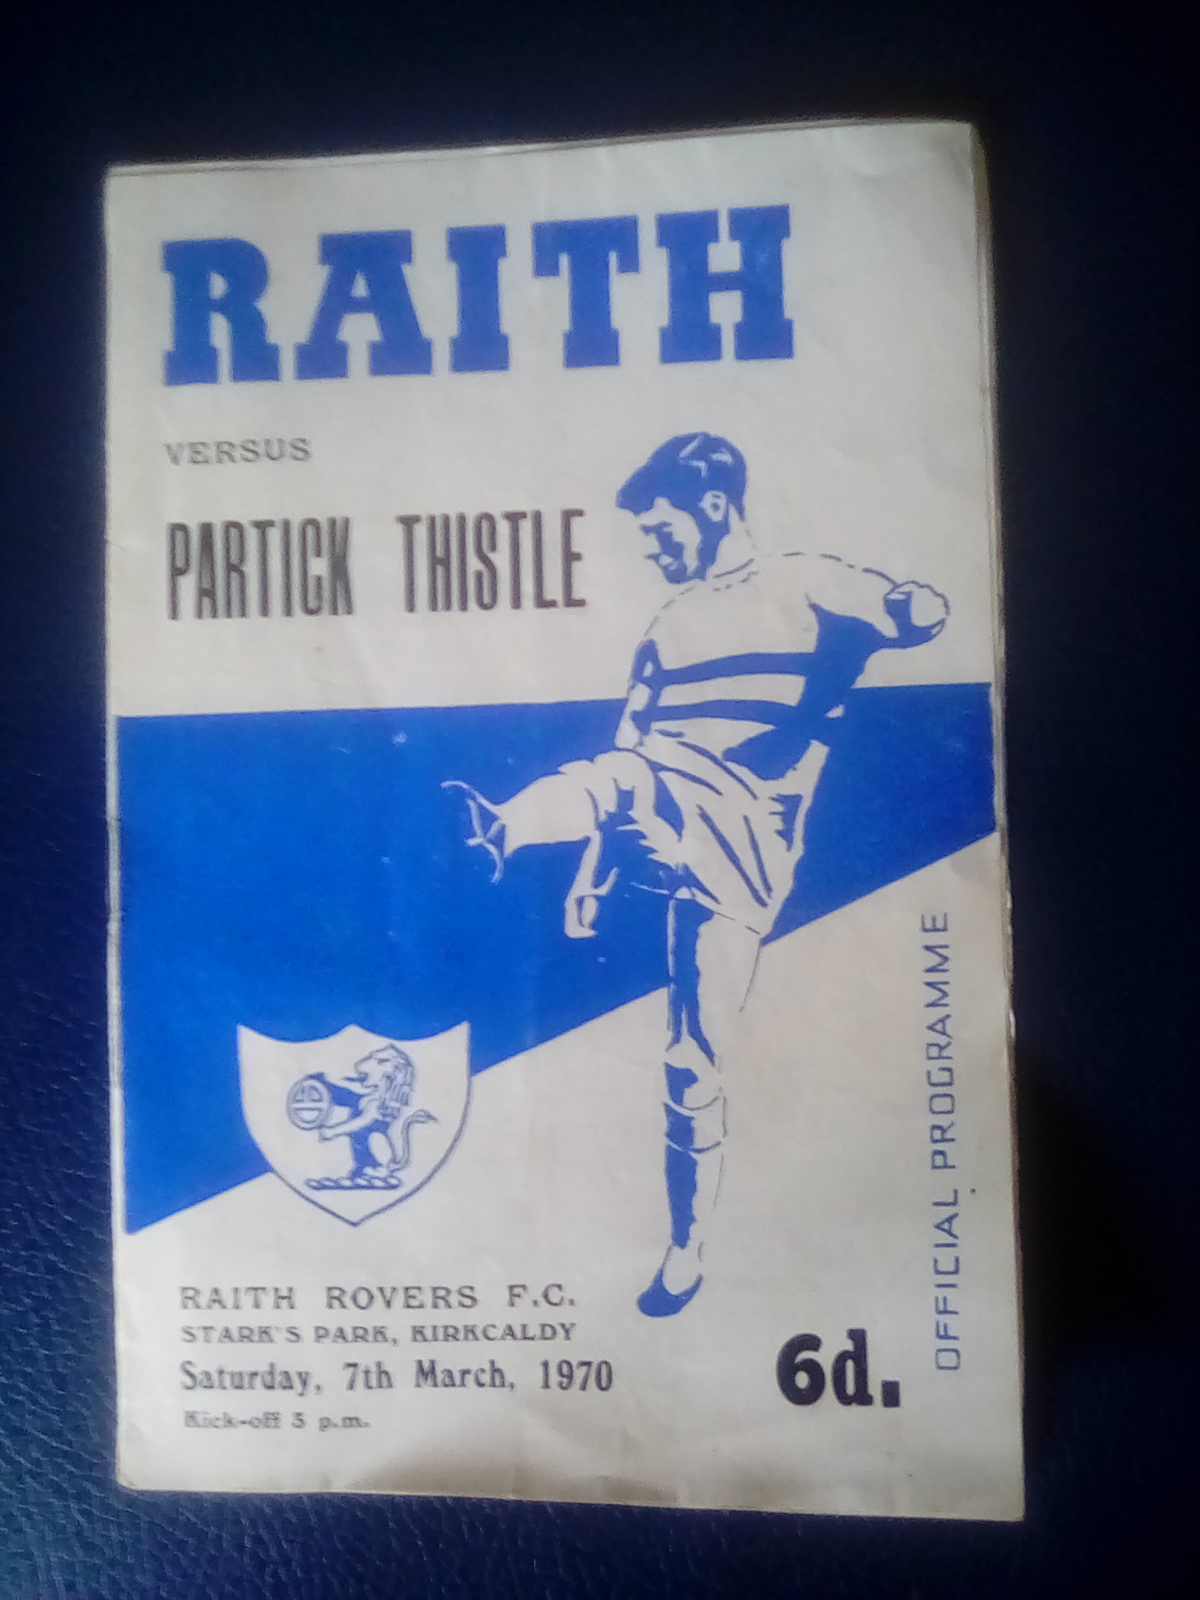 RAITH
VERSUS
PARTICK THISTLE
OFFICIAL PROGRAMME
RAITH ROVERS F.C.
STARK'S PARK, KIRKCALDY
Saturday, 7th March, 1970
Kick-off 3 p.m.
6d.